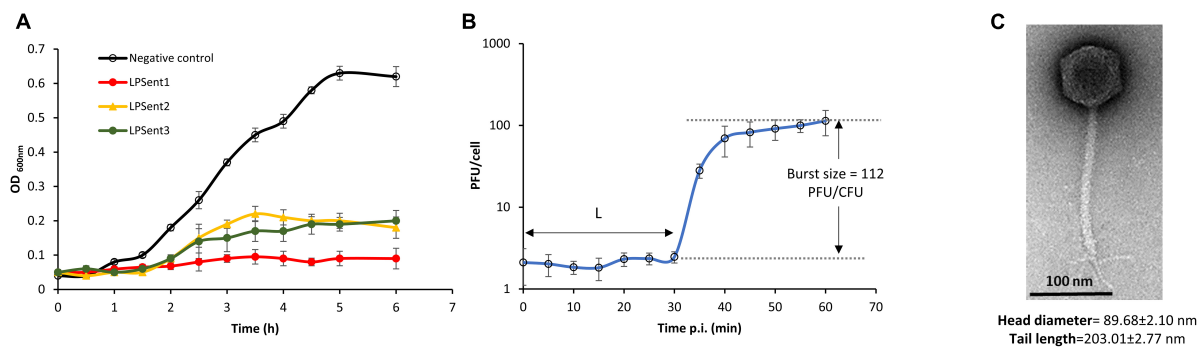 A
OD 600nm
0.7
0.6
0.5
0.4
0.3
0.2
0.1
0
Negative control
LPSent1
LPSent2
LPSent3
0 1 2 3 4 5 6 7
Time (h)
B
PFU/cell
1000
100
10
1
L
Burst size = 112
PFU/CFU
0 10 20 30 40 50 60 70
Time p.i. (min)
C
100 nm
Head diameter= 89.68±2.10 nm
Tail length=203.01±2.77 nm